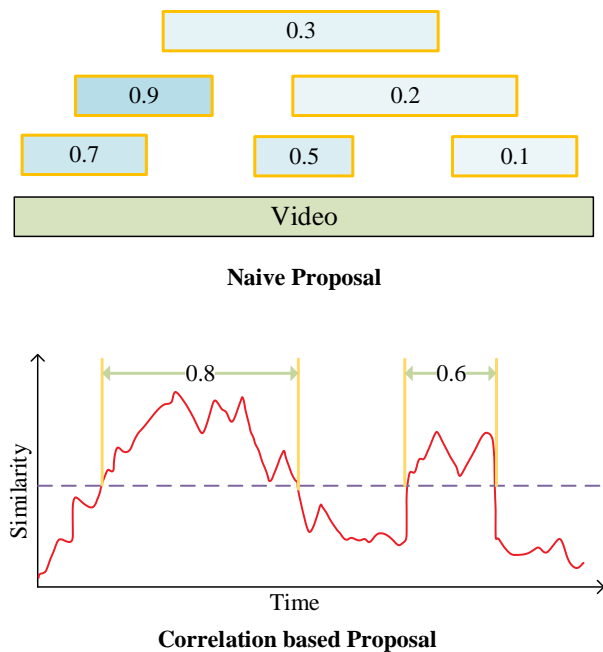 0.3
0.9 0.2
0.7 0.5 0.1
Video
Naive Proposal
0.8 0.6
Similarity
Time
Correlation based Proposal